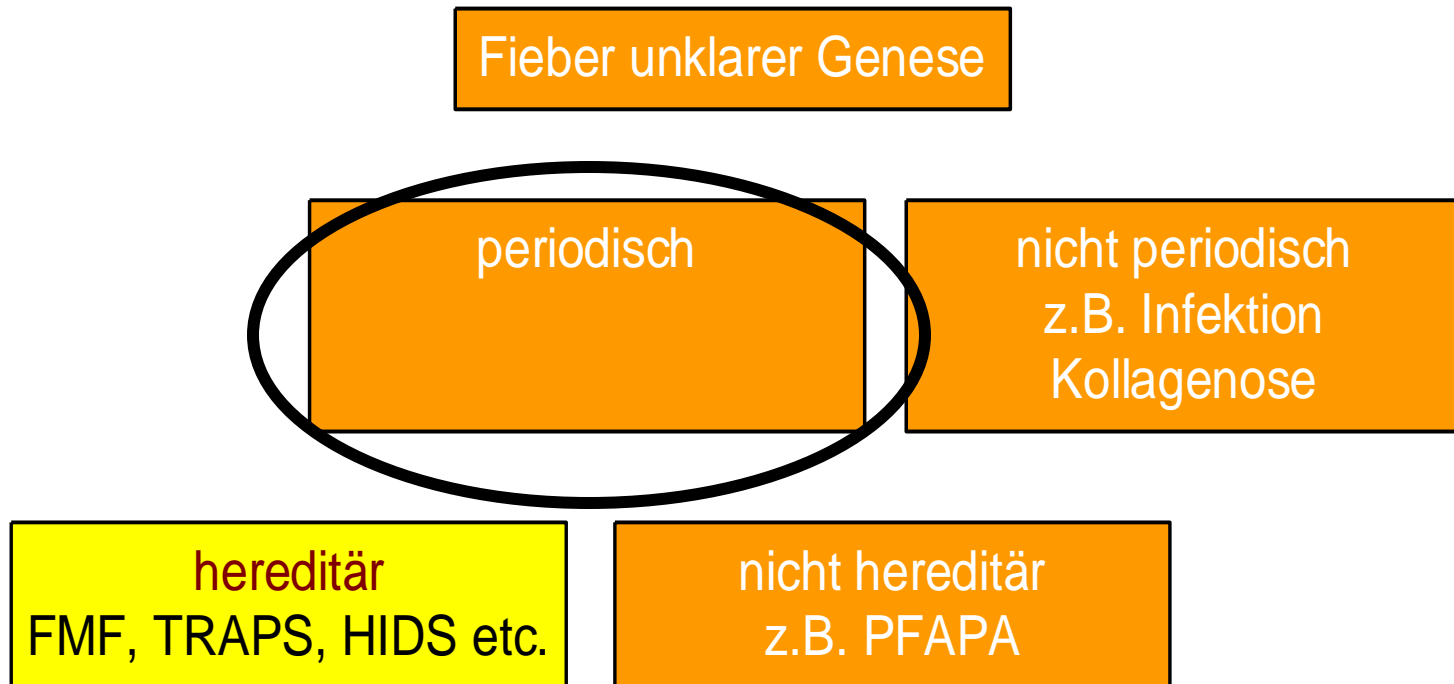 Fieber unklarer Genese
periodisch
nicht periodisch
z.B. Infektion
Kollagenose
hereditär
FMF, TRAPS, HIDS etc.
nicht hereditär
z.B. PFAPA